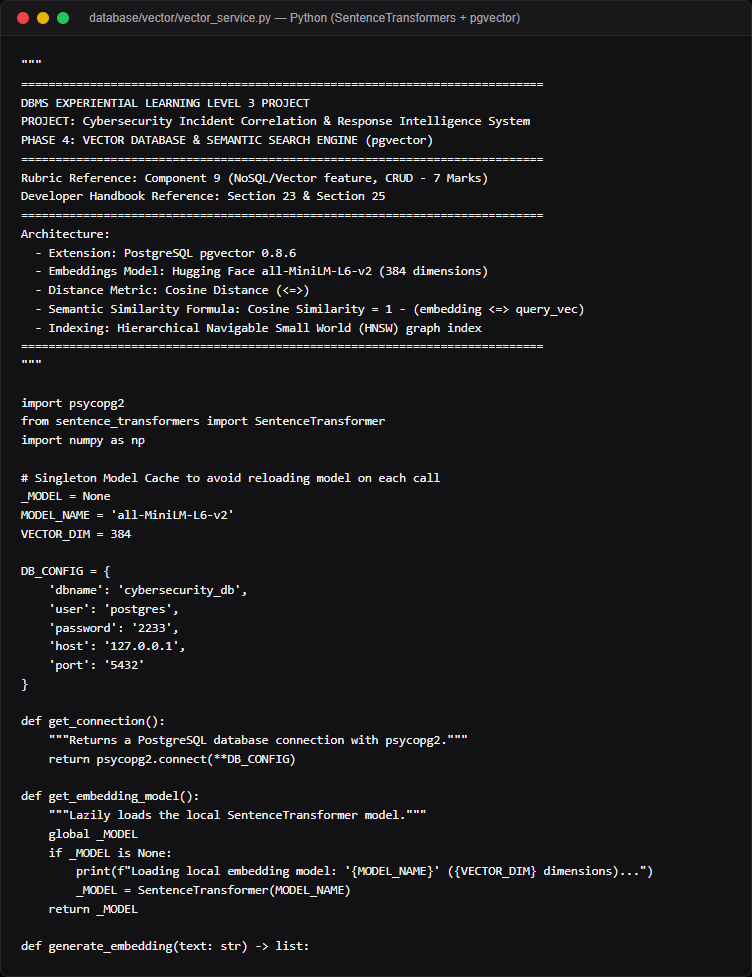 database/vector/vector_service.py — Python (SentenceTransformers + pgvector)
"""
============================================================================
DBMS EXPERIENTIAL LEARNING LEVEL 3 PROJECT
PROJECT: Cybersecurity Incident Correlation & Response Intelligence System
PHASE 4: VECTOR DATABASE & SEMANTIC SEARCH ENGINE (pgvector)
============================================================================
Rubric Reference: Component 9 (NoSQL/Vector feature, CRUD - 7 Marks)
Developer Handbook Reference: Section 23 & Section 25
============================================================================
Architecture:
  - Extension: PostgreSQL pgvector 0.8.6
  - Embeddings Model: Hugging Face all-MiniLM-L6-v2 (384 dimensions)
  - Distance Metric: Cosine Distance (<=>)
  - Semantic Similarity Formula: Cosine Similarity = 1 - (embedding <=> query_vec)
  - Indexing: Hierarchical Navigable Small World (HNSW) graph index
============================================================================
"""
import psycopg2
from sentence_transformers import SentenceTransformer
import numpy as np
# Singleton Model Cache to avoid reloading model on each call
_MODEL = None
MODEL_NAME = 'all-MiniLM-L6-v2'
VECTOR_DIM = 384
DB_CONFIG = {
    'dbname': 'cybersecurity_db',
    'user': 'postgres',
    'password': '2233',
    'host': '127.0.0.1',
    'port': '5432'
}
def get_connection():
    """Returns a PostgreSQL database connection with psycopg2."""
    return psycopg2.connect(**DB_CONFIG)
def get_embedding_model():
    """Lazily loads the local SentenceTransformer model."""
    global _MODEL
    if _MODEL is None:
        print(f"Loading local embedding model: '{MODEL_NAME}' ({VECTOR_DIM} dimensions)...")
        _MODEL = SentenceTransformer(MODEL_NAME)
    return _MODEL
def generate_embedding(text: str) -> list: